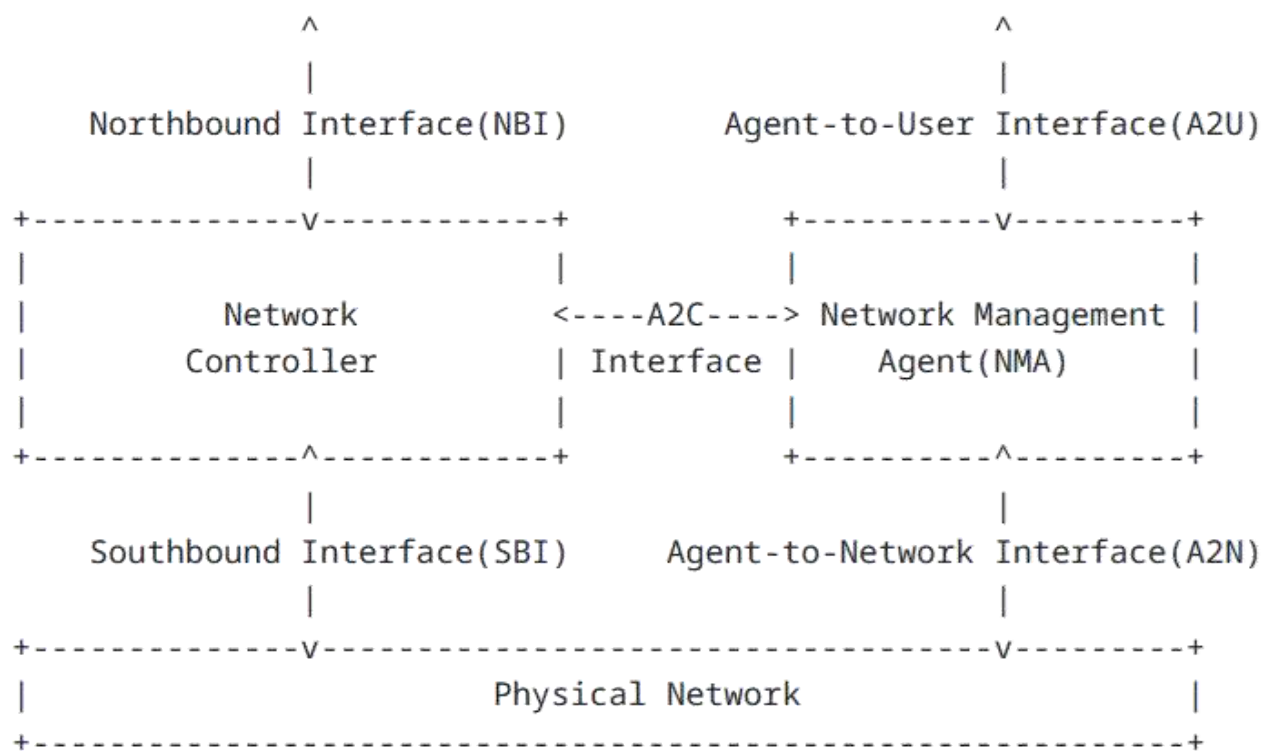 ^                                   ^
                |                                   |
    Northbound Interface(NBI)        Agent-to-User Interface(A2U)
                |                                   |
+--------------v-------------+           +----------v---------+
|                            |           |                    |
|          Network           <----A2C----> Network Management |
|        Controller          | Interface |    Agent(NMA)      |
|                            |           |                    |
+--------------^-------------+           +----------^---------+
               |                                    |
    Southbound Interface(SBI)     Agent-to-Network Interface(A2N)
               |                                    |
+--------------v------------------------------------v---------+
|                        Physical Network                     |
+-------------------------------------------------------------+